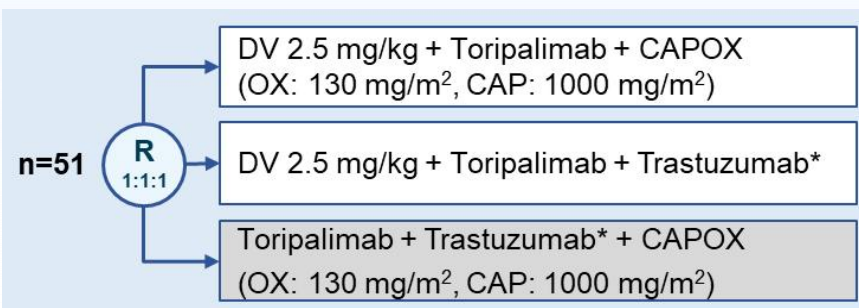 DV 2.5 mg/kg + Toripalimab + CAPOX
(OX: 130 mg/m², CAP: 1000 mg/m²)
n=51
R
1:1:1
DV 2.5 mg/kg + Toripalimab + Trastuzumab*
Toripalimab + Trastuzumab* + CAPOX
(OX: 130 mg/m², CAP: 1000 mg/m²)